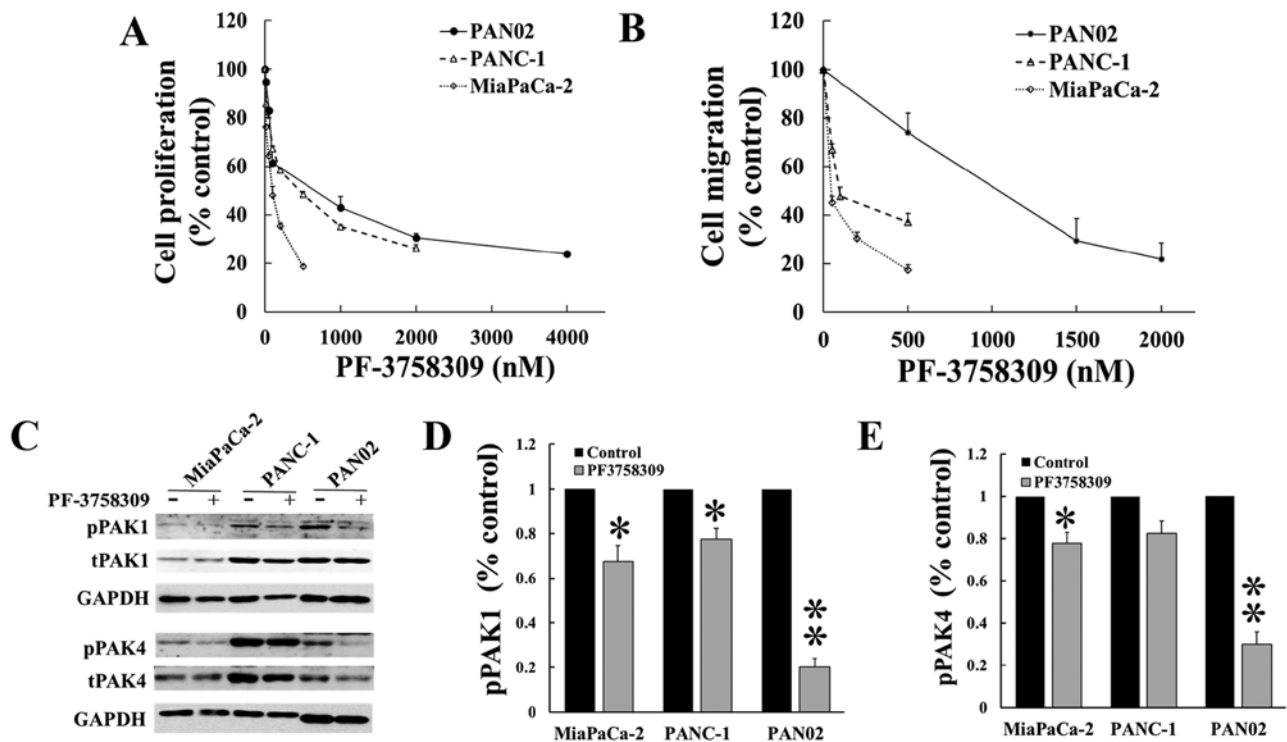 A
120
100
80
60
40
20
0
Cell proliferation
(% control)
PAN02
PANC-1
MiaPaCa-2
0 1000 2000 3000 4000
PF-3758309 (nM)
B
120
100
80
60
40
20
0
Cell migration
(% control)
PAN02
PANC-1
MiaPaCa-2
0 500 1000 1500 2000
PF-3758309 (nM)
C
MiaPaCa-2 PANC-1 PAN02
PF-3758309 - + - + - +
pPAK1
tPAK1
GAPDH
pPAK4
tPAK4
GAPDH
D
1.2
1
0.8
0.6
0.4
0.2
0
pPAK1 (% control)
Control
PF3758309
* * **
MiaPaCa-2 PANC-1 PAN02
E
1.2
1
0.8
0.6
0.4
0.2
0
pPAK4 (% control)
Control
PF3758309
* **
MiaPaCa-2 PANC-1 PAN02